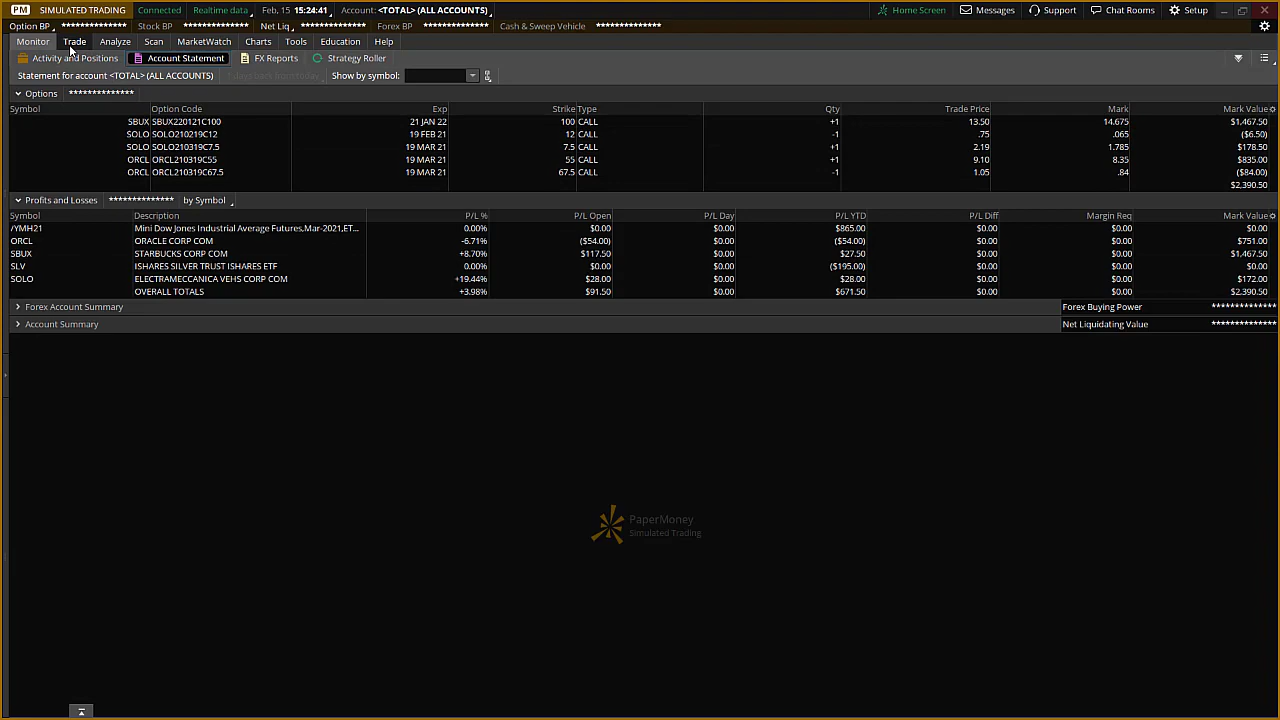 PM SIMULATED TRADING Connected Realtime data Feb, 15 15:24:41 Account: <TOTAL> (ALL ACCOUNTS) Home Screen Messages Support Chat Rooms Setup
Option BP ************** Stock BP ************** Net Liq ************** Forex BP ************** Cash & Sweep Vehicle **************
Monitor Trade Analyze Scan MarketWatch Charts Tools Education Help
Activity and Positions Account Statement FX Reports Strategy Roller
Statement for account <TOTAL> (ALL ACCOUNTS) days back from today Show by symbol:
Options **************
Symbol Option Code Exp Strike Type Qty Trade Price Mark Mark Value
SBUX SBUX220121C100 21 JAN 22 100 CALL +1 13.50 14.675 $1,467.50
SOLO SOLO210219C12 19 FEB 21 12 CALL -1 .75 .065 ($6.50)
SOLO SOLO210319C7.5 19 MAR 21 7.5 CALL +1 2.19 1.785 $178.50
ORCL ORCL210319C55 19 MAR 21 55 CALL +1 9.10 8.35 $835.00
ORCL ORCL210319C67.5 19 MAR 21 67.5 CALL -1 1.05 .84 ($84.00)
$2,390.50
Profits and Losses ************** by Symbol
Symbol Description P/L % P/L Open P/L Day P/L YTD P/L Diff Margin Req Mark Value
/YMH21 Mini Dow Jones Industrial Average Futures,Mar-2021,ET... 0.00% $0.00 $0.00 $865.00 $0.00 $0.00 $0.00
ORCL ORACLE CORP COM -6.71% ($54.00) $0.00 ($54.00) $0.00 $0.00 $751.00
SBUX STARBUCKS CORP COM +8.70% $117.50 $0.00 $27.50 $0.00 $0.00 $1,467.50
SLV ISHARES SILVER TRUST ISHARES ETF 0.00% $0.00 $0.00 ($195.00) $0.00 $0.00 $0.00
SOLO ELECTRAMECCANICA VEHS CORP COM +19.44% $28.00 $0.00 $28.00 $0.00 $0.00 $172.00
OVERALL TOTALS +3.98% $91.50 $0.00 $671.50 $0.00 $0.00 $2,390.50
Forex Account Summary Forex Buying Power **************
Account Summary Net Liquidating Value **************
PaperMoney
Simulated Trading